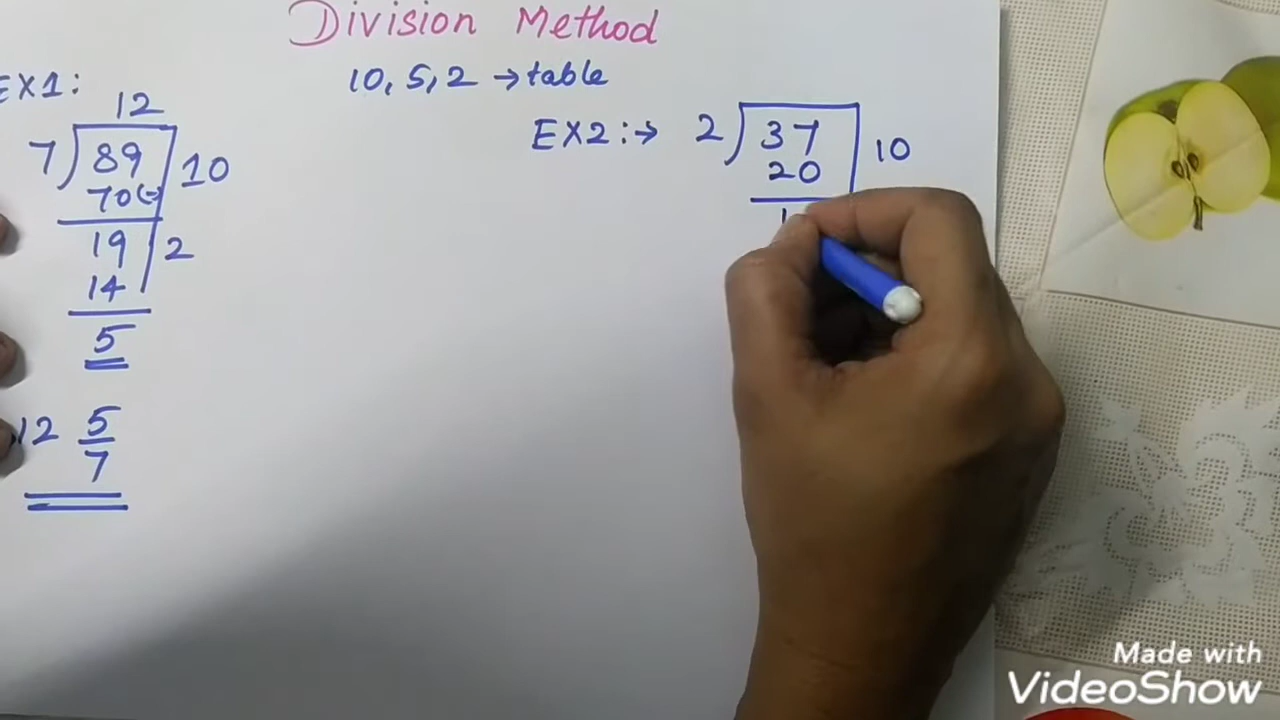 Division Method
10, 5, 2 → table
EX1:
12
7 89 10
70(-)
19 2
14
5
12 5/7
EX2:→ 2 37 10
20
1
Made with
VideoShow